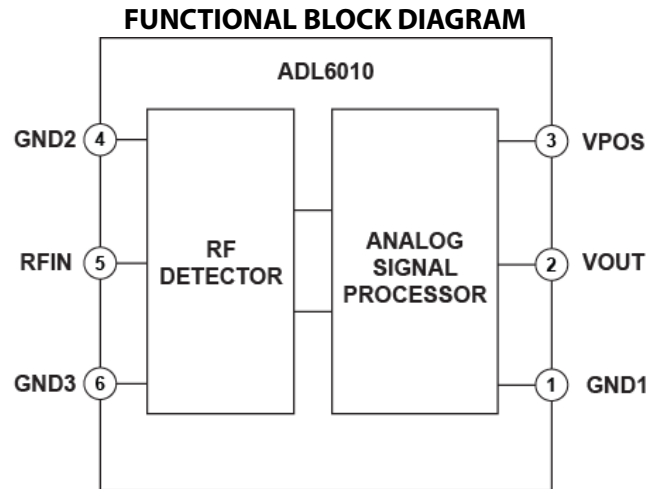 FUNCTIONAL BLOCK DIAGRAM
ADL6010
GND2 4
3 VPOS
RFIN 5
RF
DETECTOR
ANALOG
SIGNAL
PROCESSOR
2 VOUT
GND3 6
1 GND1